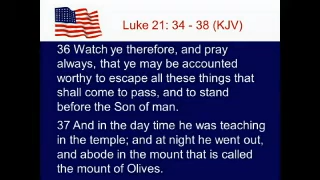 Luke 21: 34 - 38 (KJV)
36 Watch ye therefore, and pray
always, that ye may be accounted
worthy to escape all these things that
shall come to pass, and to stand
before the Son of man.
37 And in the day time he was teaching
in the temple; and at night he went out,
and abode in the mount that is called
the mount of Olives.